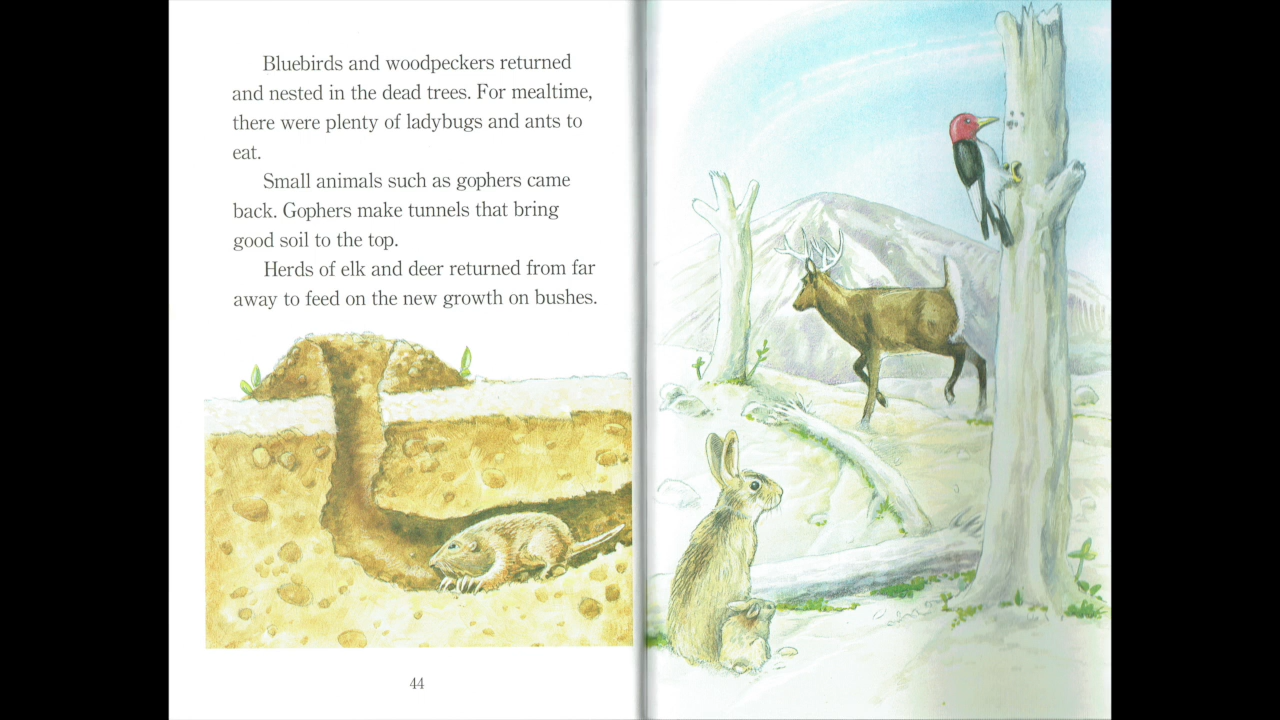 Bluebirds and woodpeckers returned
and nested in the dead trees. For mealtime,
there were plenty of ladybugs and ants to
eat.
Small animals such as gophers came
back. Gophers make tunnels that bring
good soil to the top.
Herds of elk and deer returned from far
away to feed on the new growth on bushes.
44